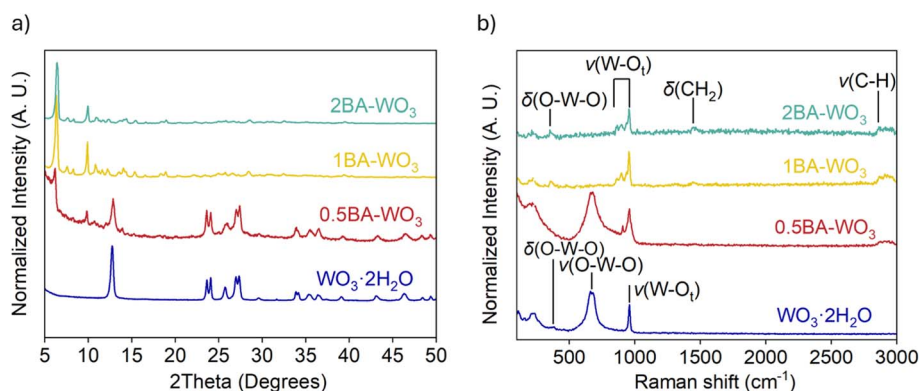 a)
2BA-WO₃
1BA-WO₃
0.5BA-WO₃
WO₃·2H₂O
Normalized Intensity (A. U.)
5 10 15 20 25 30 35 40 45 50
2Theta (Degrees)
b)
ν(W-Oₜ)
ν(C-H)
δ(CH₂)
δ(O-W-O)
2BA-WO₃
1BA-WO₃
0.5BA-WO₃
δ(O-W-O)
ν(O-W-O)
ν(W-Oₜ)
WO₃·2H₂O
Normalized Intensity (A. U.)
500 1000 1500 2000 2500 3000
Raman shift (cm⁻¹)